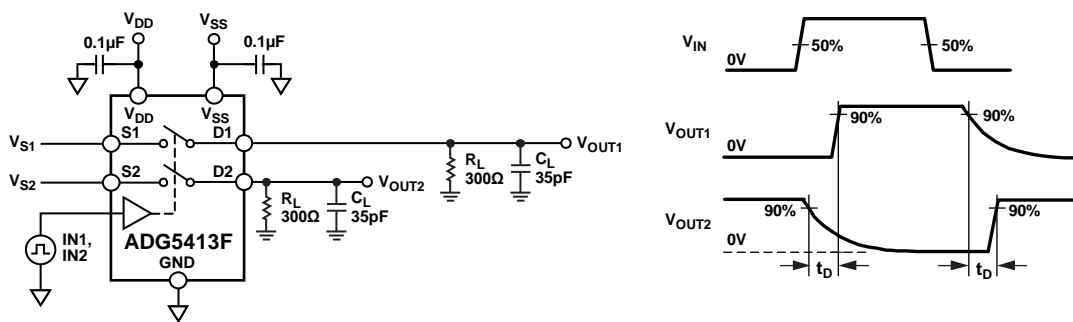 VDD
VSS
0.1µF
0.1µF
VDD
VSS
VS1
S1
D1
VOUT1
VS2
S2
D2
VOUT2
RL
300Ω
CL
35pF
RL
300Ω
CL
35pF
IN1,
IN2
ADG5413F
GND
VIN
0V
50%
50%
VOUT1
0V
90%
90%
VOUT2
0V
90%
90%
tD
tD